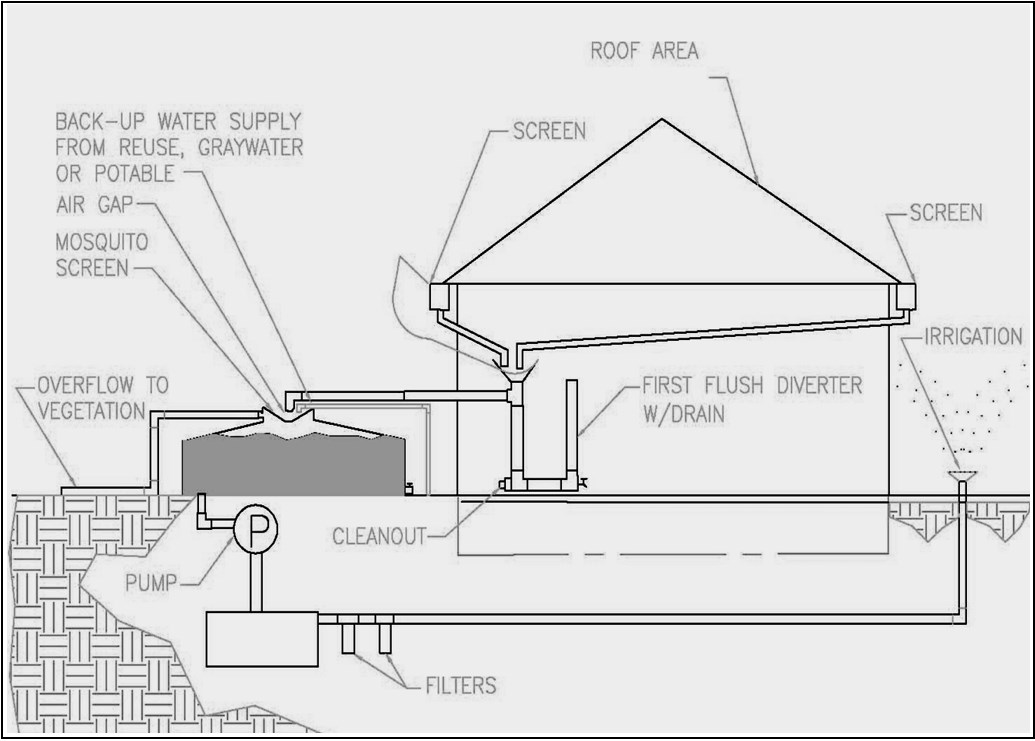 ROOF AREA
BACK-UP WATER SUPPLY
FROM REUSE, GRAYWATER
OR POTABLE
SCREEN
AIR GAP
SCREEN
MOSQUITO
SCREEN
IRRIGATION
OVERFLOW TO
VEGETATION
FIRST FLUSH DIVERTER
W/DRAIN
P
CLEANOUT
PUMP
FILTERS